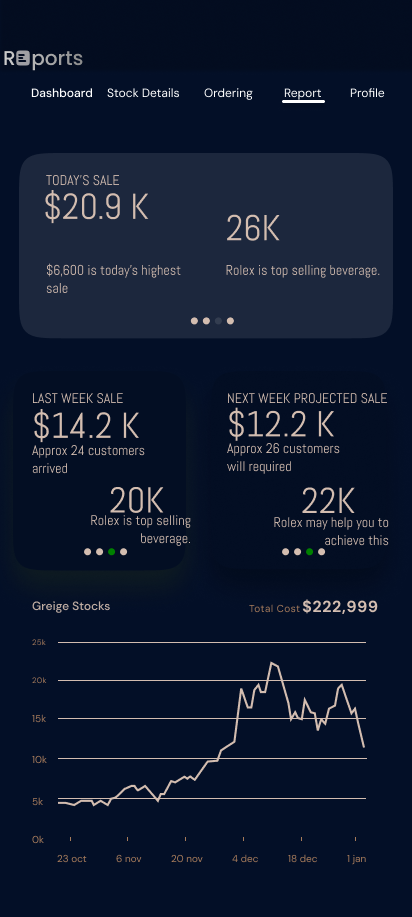 REports
Dashboard Stock Details Ordering Report Profile
TODAY'S SALE
$20.9 K
26K
$6,600 is today's highest
sale
Rolex is top selling beverage.
LAST WEEK SALE
$14.2 K
Approx 24 customers
arrived
20K
Rolex is top selling
beverage.
NEXT WEEK PROJECTED SALE
$12.2 K
Approx 26 customers
will required
22K
Rolex may help you to
achieve this
Greige Stocks
Total Cost $222,999
25k
20k
15k
10k
5k
0k
23 oct 6 nov 20 nov 4 dec 18 dec 1 jan